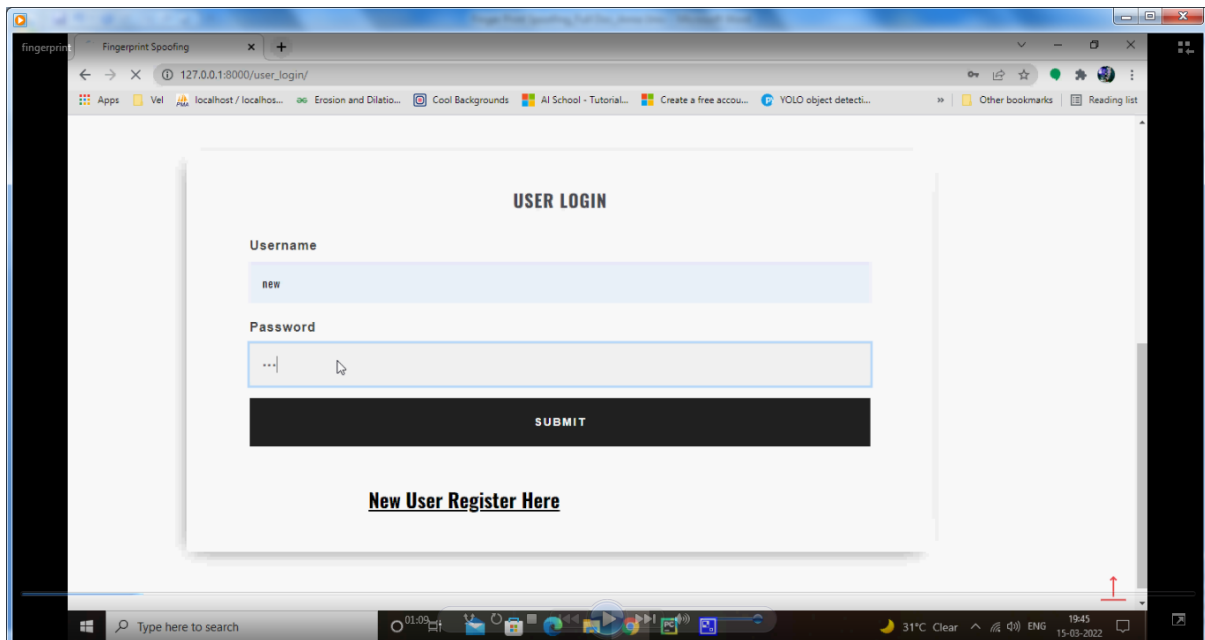 fingerprint
Fingerprint Spoofing
127.0.0.1:8000/user_login/
Apps Vel localhost / localhos... Erosion and Dilatio... Cool Backgrounds AI School - Tutorial... Create a free accou... YOLO object detecti... » Other bookmarks Reading list
USER LOGIN
Username
new
Password
SUBMIT
New User Register Here
Type here to search 01:09 31°C Clear ENG 19:45
15-03-2022